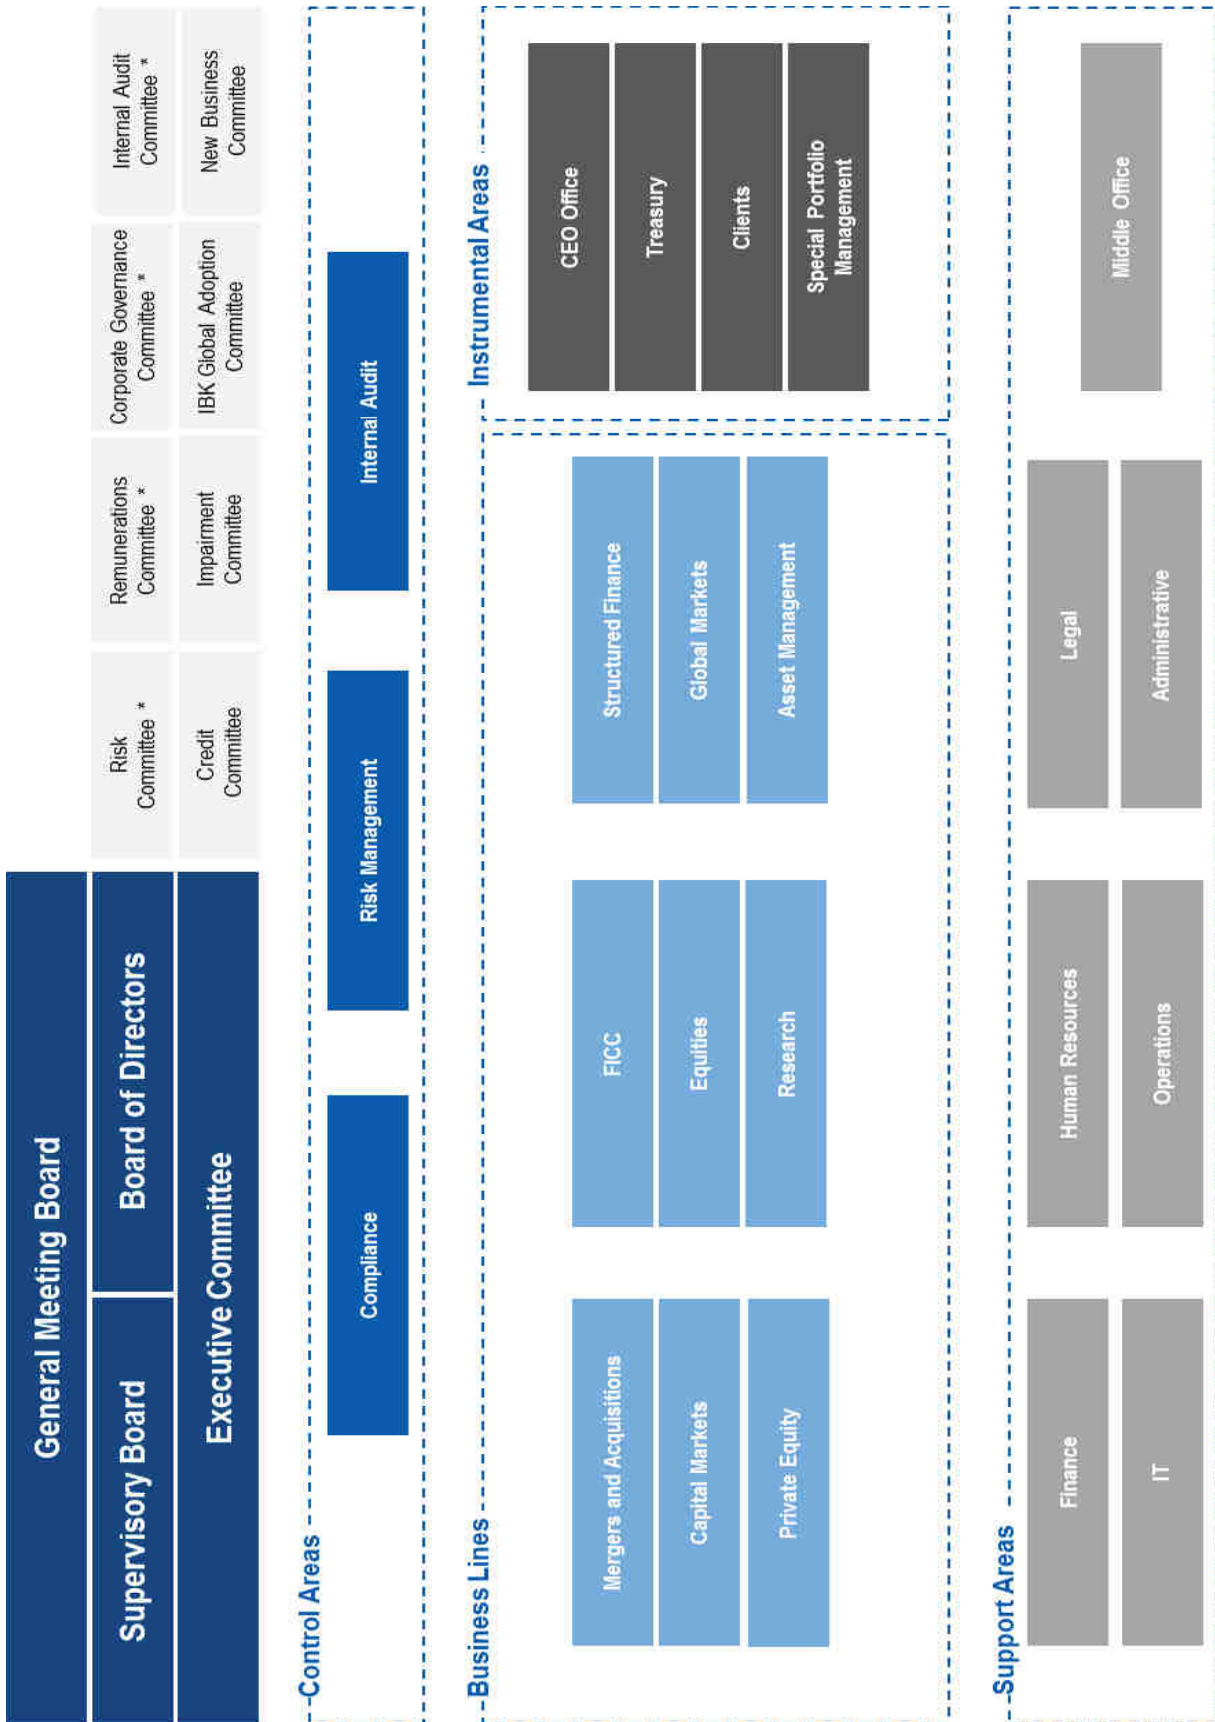 General Meeting Board
Supervisory Board
Board of Directors
Risk
Committee *
Remunerations
Committee *
Corporate Governance
Committee *
Internal Audit
Committee *
Executive Committee
Credit
Committee
Impairment
Committee
IBK Global Adoption
Committee
New Business
Committee
Control Areas
Compliance
Risk Management
Internal Audit
Business Lines
Mergers and Acquisitions
Capital Markets
Private Equity
FICC
Equities
Research
Structured Finance
Global Markets
Asset Management
Instrumental Areas
CEO Office
Treasury
Clients
Special Portfolio
Management
Support Areas
Finance
Human Resources
Legal
Middle Office
IT
Operations
Administrative